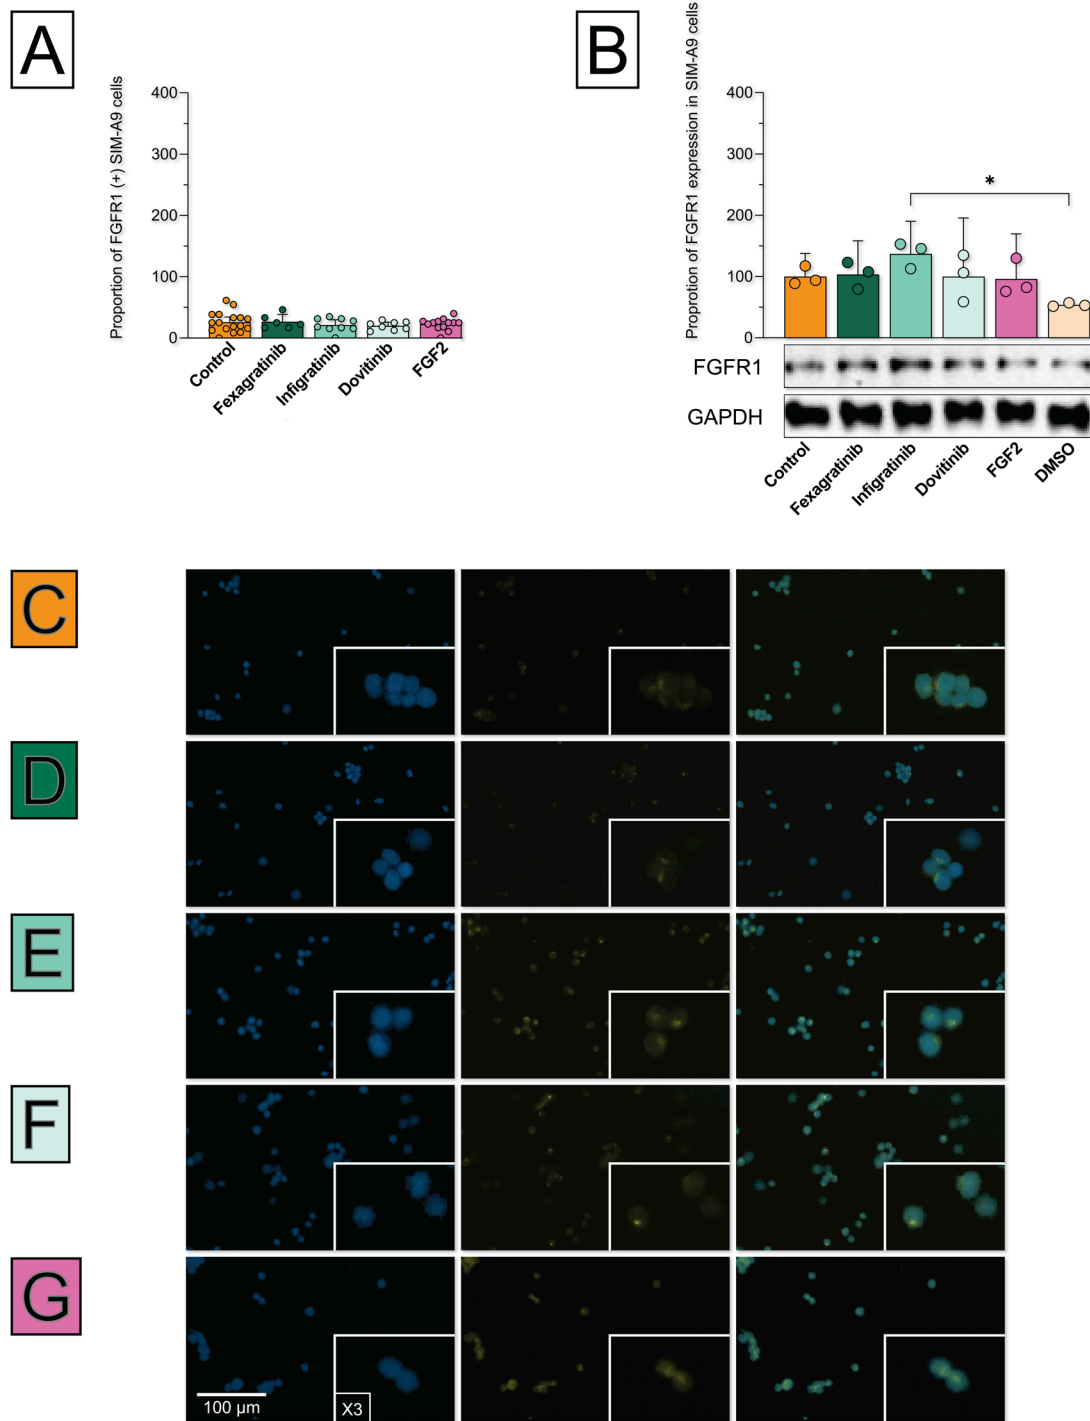 A
B
Proportion of FGFR1 (+) SIM-A9 cells
400
300
200
100
0
Control
Fexagratinib
Infigratinib
Dovitinib
FGF2
Proprotion of FGFR1 expression in SIM-A9 cells
400
300
200
100
0
*
FGFR1
GAPDH
Control
Fexagratinib
Infigratinib
Dovitinib
FGF2
DMSO
C
D
E
F
G
100 µm
X3